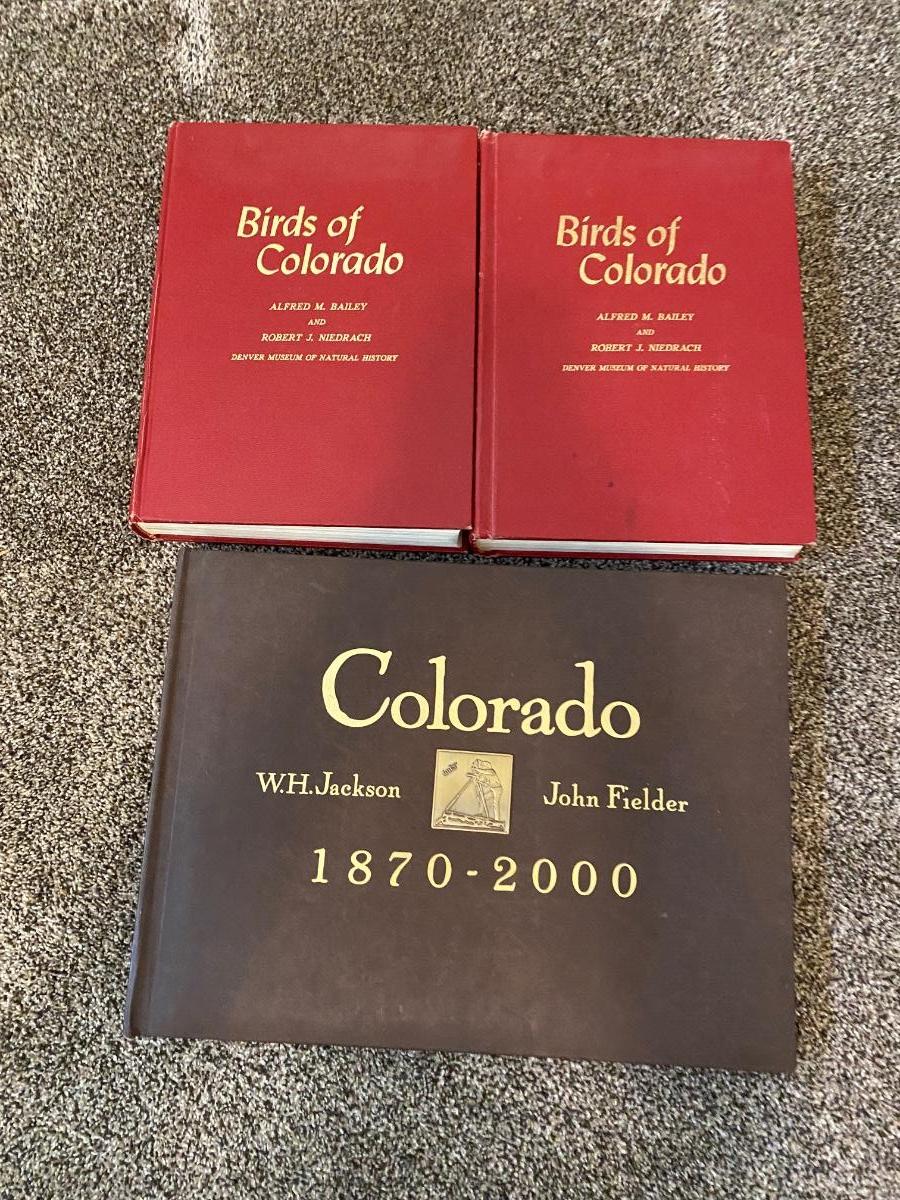 Birds of
Colorado
ALFRED M. BAILEY
AND
ROBERT J. NIEDRACH
DENVER MUSEUM OF NATURAL HISTORY
Birds of
Colorado
ALFRED M. BAILEY
AND
ROBERT J. NIEDRACH
DENVER MUSEUM OF NATURAL HISTORY
Colorado
W.H.Jackson John Fielder
1870-2000